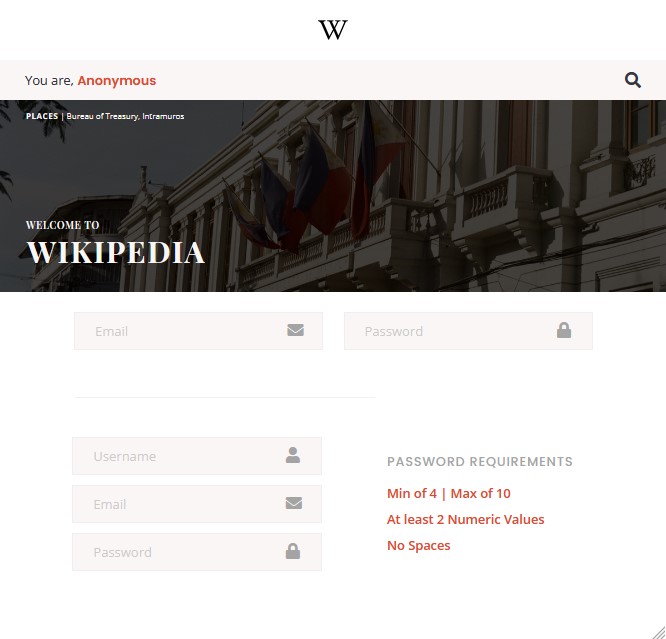 W
You are, Anonymous
PLACES | Bureau of Treasury, Intramuros
WELCOME TO
WIKIPEDIA
Email
Password
Username
Email
Password
PASSWORD REQUIREMENTS
Min of 4 | Max of 10
At least 2 Numeric Values
No Spaces